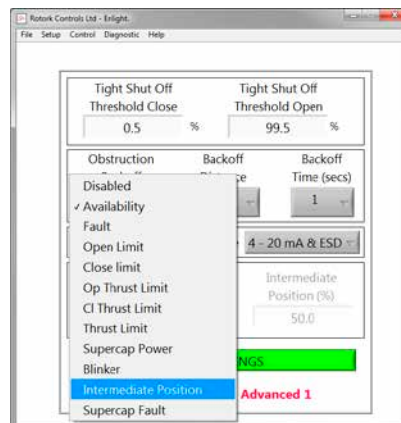 Rotork Controls Ltd - Enlight.
File Setup Control Diagnostic Help
Tight Shut Off Tight Shut Off
Threshold Close Threshold Open
0.5 % 99.5 %
Obstruction Backoff Backoff
Time (secs)
1
Disabled
✓ Availability
Fault
Open Limit
Close limit
Op Thrust Limit
Cl Thrust Limit
Thrust Limit
Supercap Power
Blinker
Intermediate Position
Supercap Fault
4 - 20 mA & ESD
Intermediate
Position (%)
50.0
NGS
Advanced 1